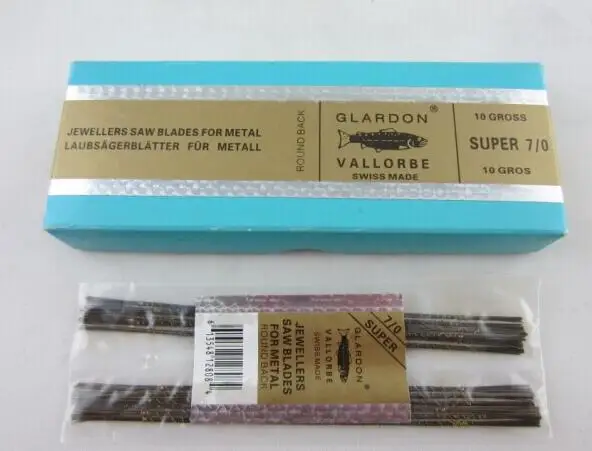 JEWELLERS SAW BLADES FOR METAL
LAUBSÄGERBLÄTTER FÜR METALL
ROUND BACK
GLARDON®
VALLORBE
SWISS MADE
10 GROSS
SUPER 7/0
10 GROS
JEWELLERS
SAW BLADES
FOR METAL
ROUND BACK
GLARDON
VALLORBE
SWISS MADE
7/0
SUPER